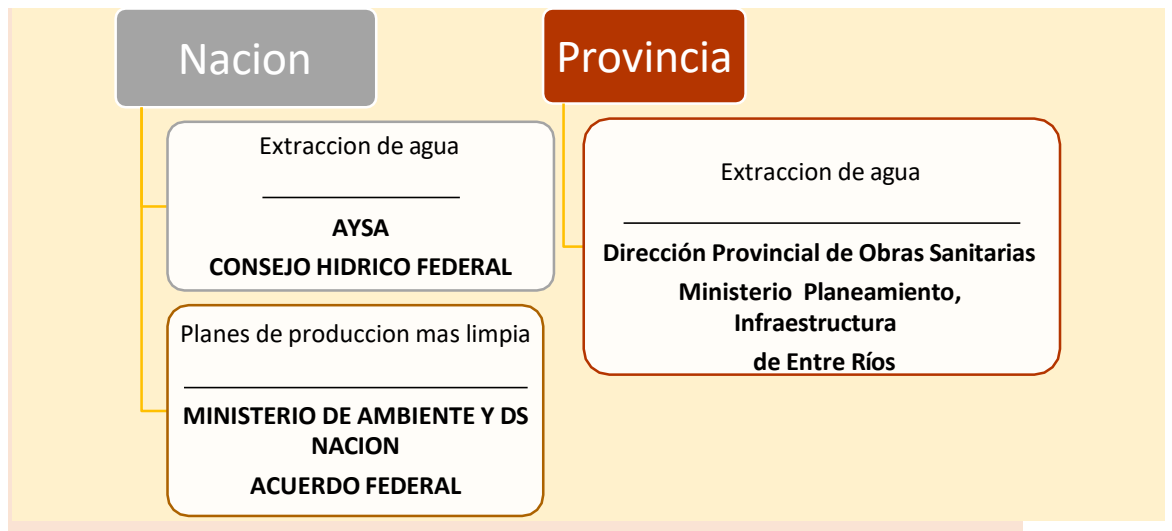 Nacion
Extraccion de agua
AYSA
CONSEJO HIDRICO FEDERAL
Planes de produccion mas limpia
MINISTERIO DE AMBIENTE Y DS
NACION
ACUERDO FEDERAL
Provincia
Extraccion de agua
Dirección Provincial de Obras Sanitarias
Ministerio Planeamiento,
Infraestructura
de Entre Ríos